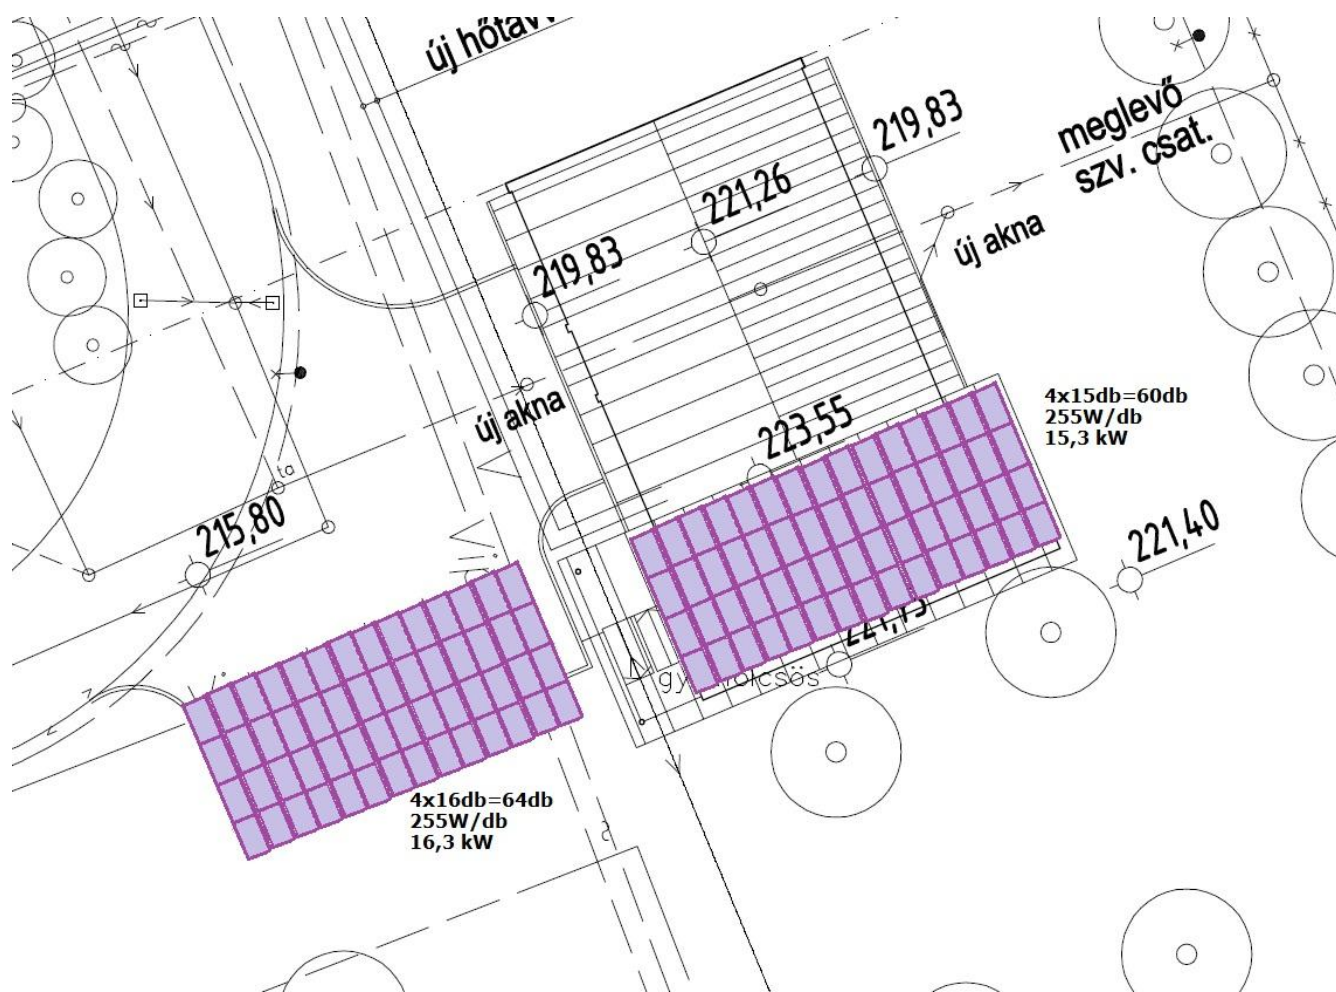 új
219,83
meglevő
szv. csat.
221,26
új akna
219,83
4x15db=60db
255W/db
15,3 kW
új akna
223,55
ta
215,80
221,40
4x16db=64db
255W/db
16,3 kW